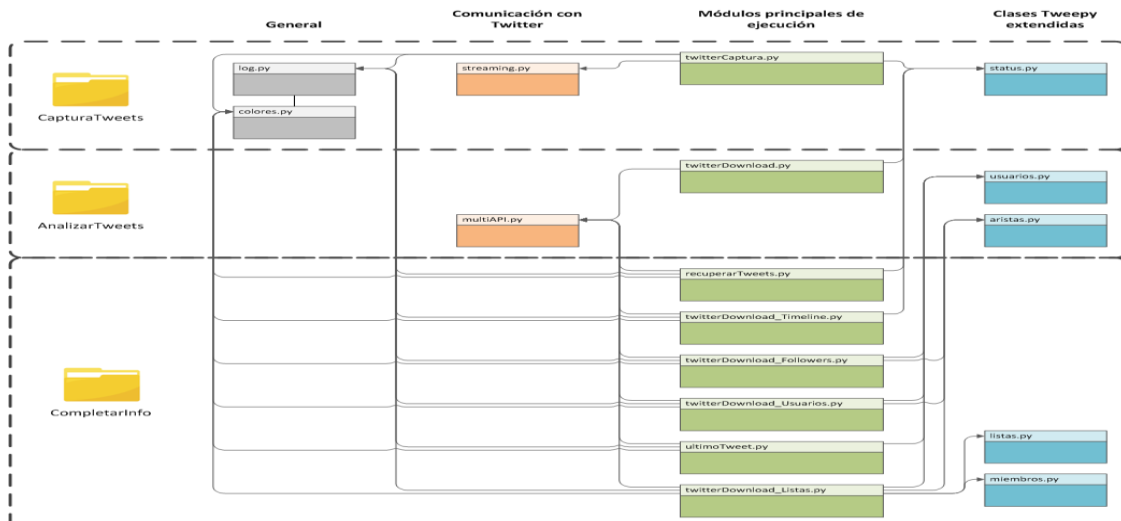 General
Comunicación con
Twitter
Módulos principales de
ejecución
Clases Tweepy
extendidas
CapturaTweets
log.py
colores.py
streaming.py
twitterCaptura.py
status.py
AnalizarTweets
multiAPI.py
twitterDownload.py
usuarios.py
aristas.py
CompletarInfo
recuperarTweets.py
twitterDownload_Timeline.py
twitterDownload_Followers.py
twitterDownload_Usuarios.py
ultimoTweet.py
twitterDownload_Listas.py
listas.py
miembros.py